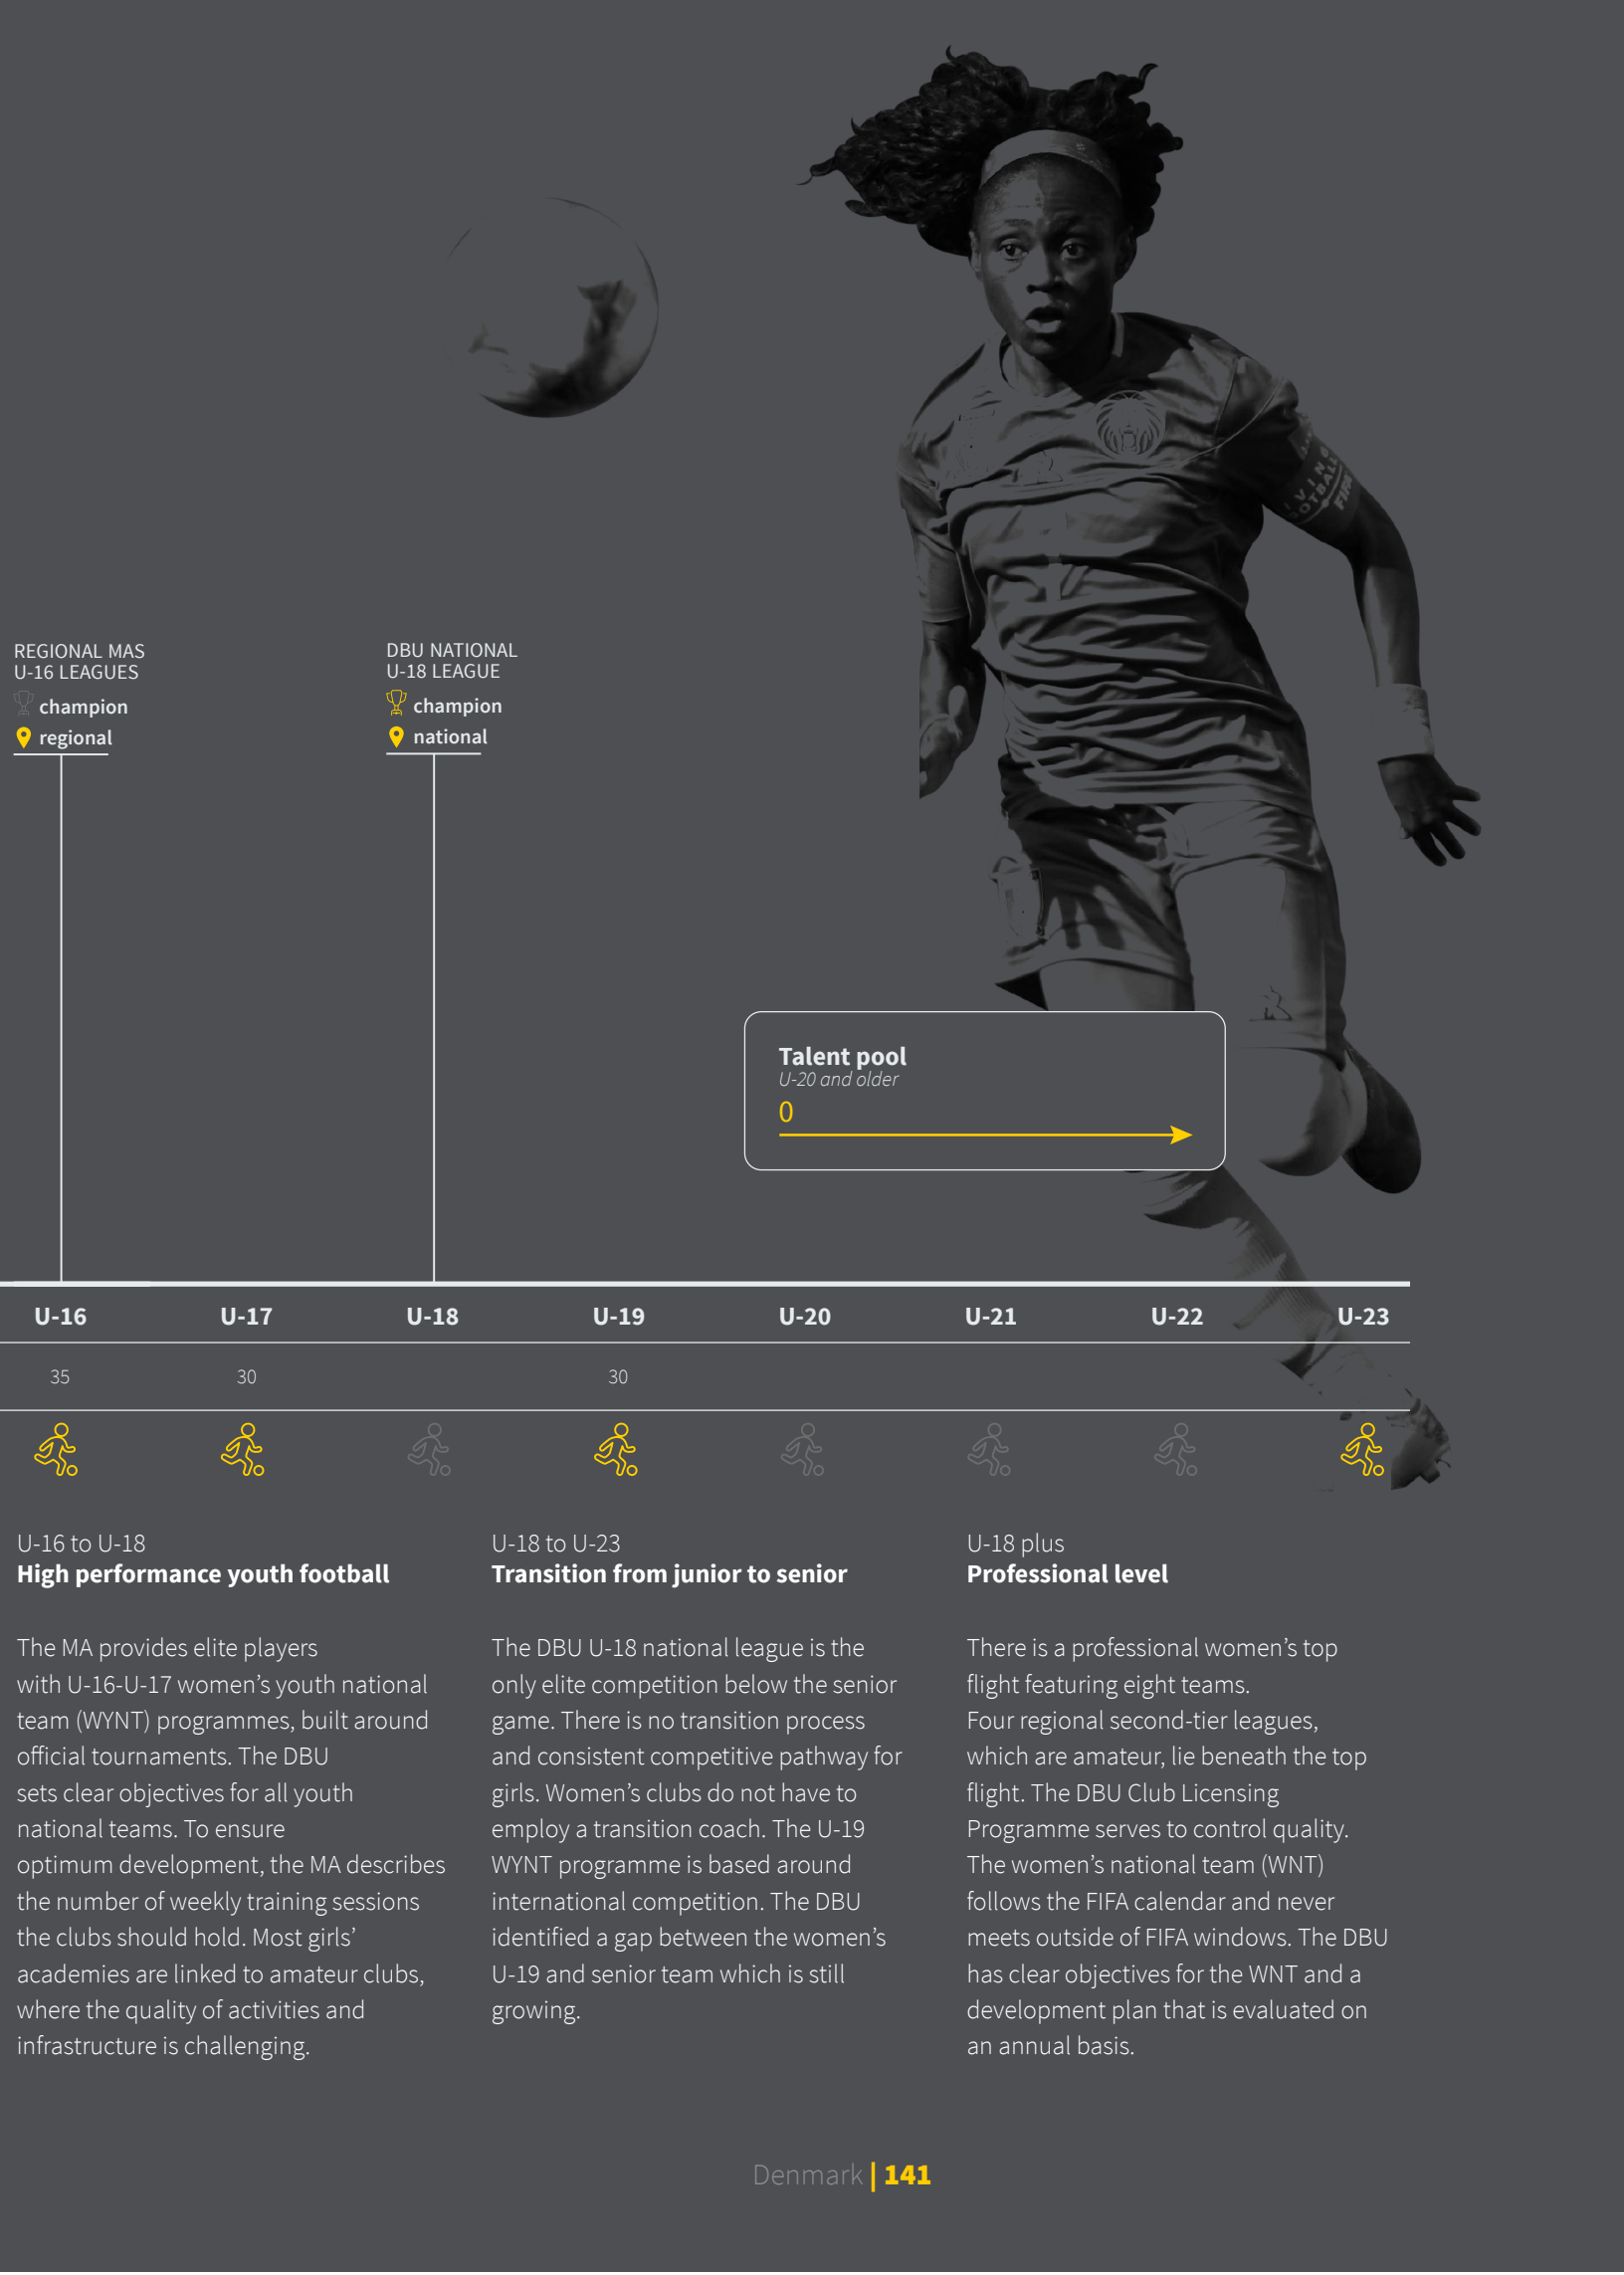 IVING
OTBALL
FIFA
REGIONAL MAS
U-16 LEAGUES
champion
regional
DBU NATIONAL
U-18 LEAGUE
champion
national
Talent pool
U-20 and older
0
U-16 U-17 U-18 U-19 U-20 U-21 U-22 U-23
35 30 30
U-16 to U-18
High performance youth football
The MA provides elite players
with U-16-U-17 women’s youth national
team (WYNT) programmes, built around
official tournaments. The DBU
sets clear objectives for all youth
national teams. To ensure
optimum development, the MA describes
the number of weekly training sessions
the clubs should hold. Most girls’
academies are linked to amateur clubs,
where the quality of activities and
infrastructure is challenging.
U-18 to U-23
Transition from junior to senior
The DBU U-18 national league is the
only elite competition below the senior
game. There is no transition process
and consistent competitive pathway for
girls. Women’s clubs do not have to
employ a transition coach. The U-19
WYNT programme is based around
international competition. The DBU
identified a gap between the women’s
U-19 and senior team which is still
growing.
U-18 plus
Professional level
There is a professional women’s top
flight featuring eight teams.
Four regional second-tier leagues,
which are amateur, lie beneath the top
flight. The DBU Club Licensing
Programme serves to control quality.
The women’s national team (WNT)
follows the FIFA calendar and never
meets outside of FIFA windows. The DBU
has clear objectives for the WNT and a
development plan that is evaluated on
an annual basis.
Denmark | 141